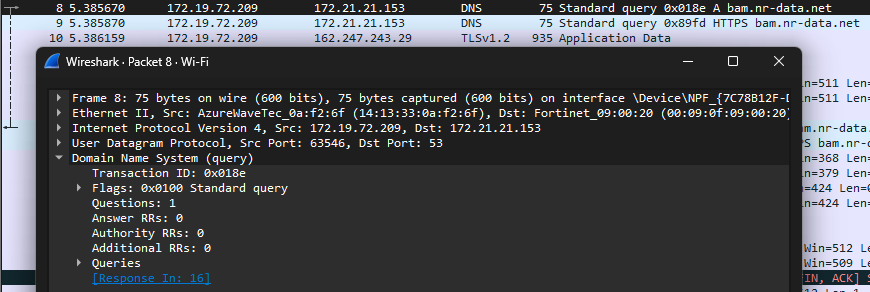 8 5.385670 172.19.72.209 172.21.21.153 DNS 75 Standard query 0x018e A bam.nr-data.net
9 5.385870 172.19.72.209 172.21.21.153 DNS 75 Standard query 0x89fd HTTPS bam.nr-data.net
10 5.386159 172.19.72.209 162.247.243.29 TLSv1.2 935 Application Data
Wireshark · Packet 8 · Wi-Fi
Frame 8: 75 bytes on wire (600 bits), 75 bytes captured (600 bits) on interface \Device\NPF_{7C78B12F-D
=511 Len=
Ethernet II, Src: AzureWaveTec_0a:f2:6f (14:13:33:0a:f2:6f), Dst: Fortinet_09:00:20 (00:09:0f:09:00:20)
=511 Len=
Internet Protocol Version 4, Src: 172.19.72.209, Dst: 172.21.21.153
am.nr-data.
User Datagram Protocol, Src Port: 63546, Dst Port: 53
bam.nr-data
Domain Name System (query)
=368 Len=
Transaction ID: 0x018e
=379 Len=
Flags: 0x0100 Standard query
=424 Len=0
Questions: 1
=424 Len=
Answer RRs: 0
Authority RRs: 0
Additional RRs: 0
Win=512 Le
Queries
Win=509 Le
[Response In: 16]
IN, ACK] S